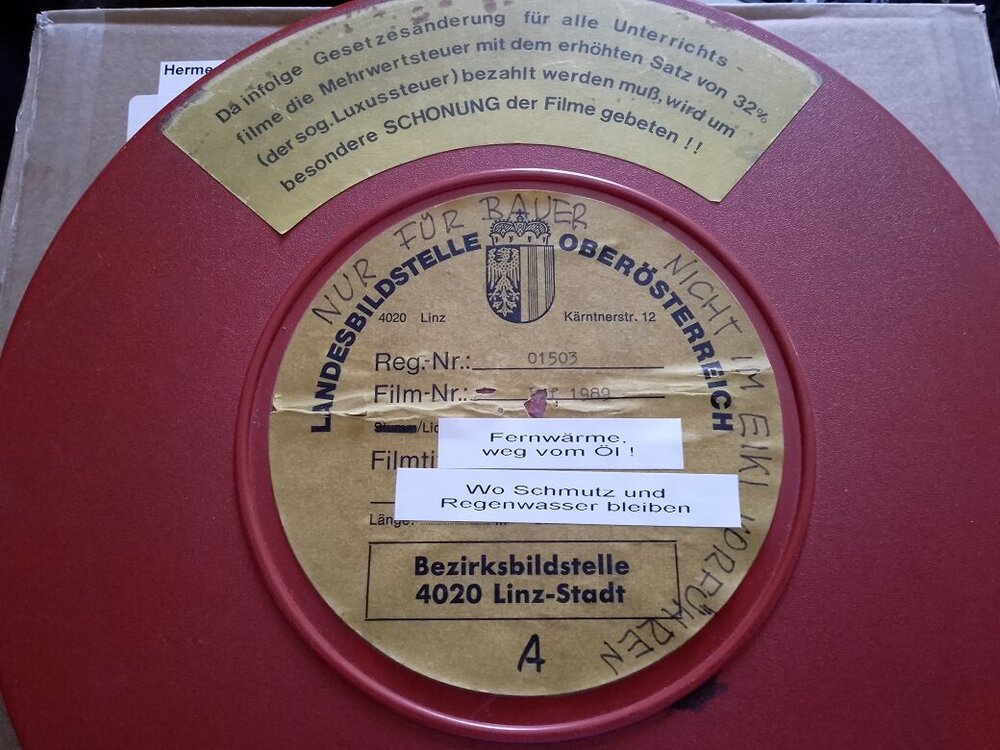 Herme
Da infolge Gesetzesänderung für alle Unterrichts -
filme die Mehrwertsteuer mit dem erhöhten Satz von 32%
(der sog. Luxussteuer) bezahlt werden muß, wird um
besondere SCHONUNG der Filme gebeten !!
NUR FÜR BAUER
NICHT IM EIKI VORFÜHREN
LANDESBILDSTELLE OBERÖSTERREICH
4020 Linz Kärntnerstr. 12
Reg.-Nr.: 01503
Film-Nr.: 1989
Stumm/Lic
Fernwärme,
weg vom Öl !
Filmti
Wo Schmutz und
Regenwasser bleiben
Länge:
Bezirksbildstelle
4020 Linz-Stadt
A